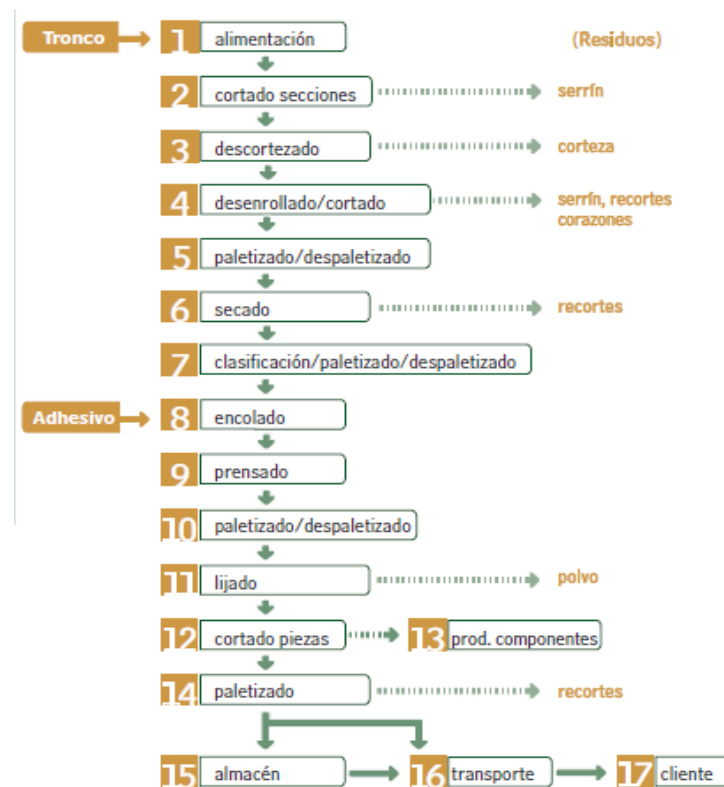 Tronco 1 alimentación (Residuos)
2 cortado secciones serrín
3 descortezado corteza
4 desenrollado/cortado serrín, recortes
corazones
5 paletizado/despaletizado
6 secado recortes
7 clasificación/paletizado/despaletizado
Adhesivo 8 encolado
9 prensado
10 paletizado/despaletizado
11 lijado polvo
12 cortado piezas 13 prod. componentes
14 paletizado recortes
15 almacén 16 transporte 17 cliente